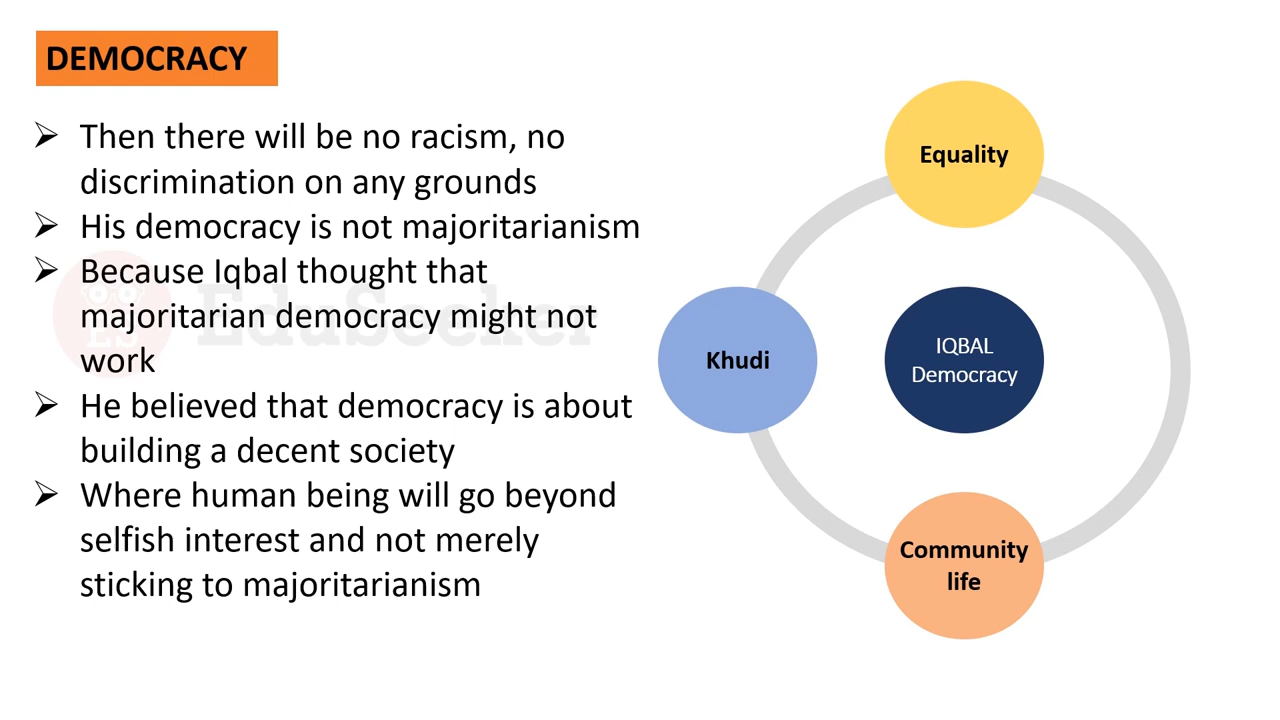 DEMOCRACY
➢ Then there will be no racism, no
discrimination on any grounds
➢ His democracy is not majoritarianism
➢ Because Iqbal thought that
majoritarian democracy might not
work
➢ He believed that democracy is about
building a decent society
➢ Where human being will go beyond
selfish interest and not merely
sticking to majoritarianism
EduSeeker
ES
Equality
Khudi
IQBAL
Democracy
Community
life